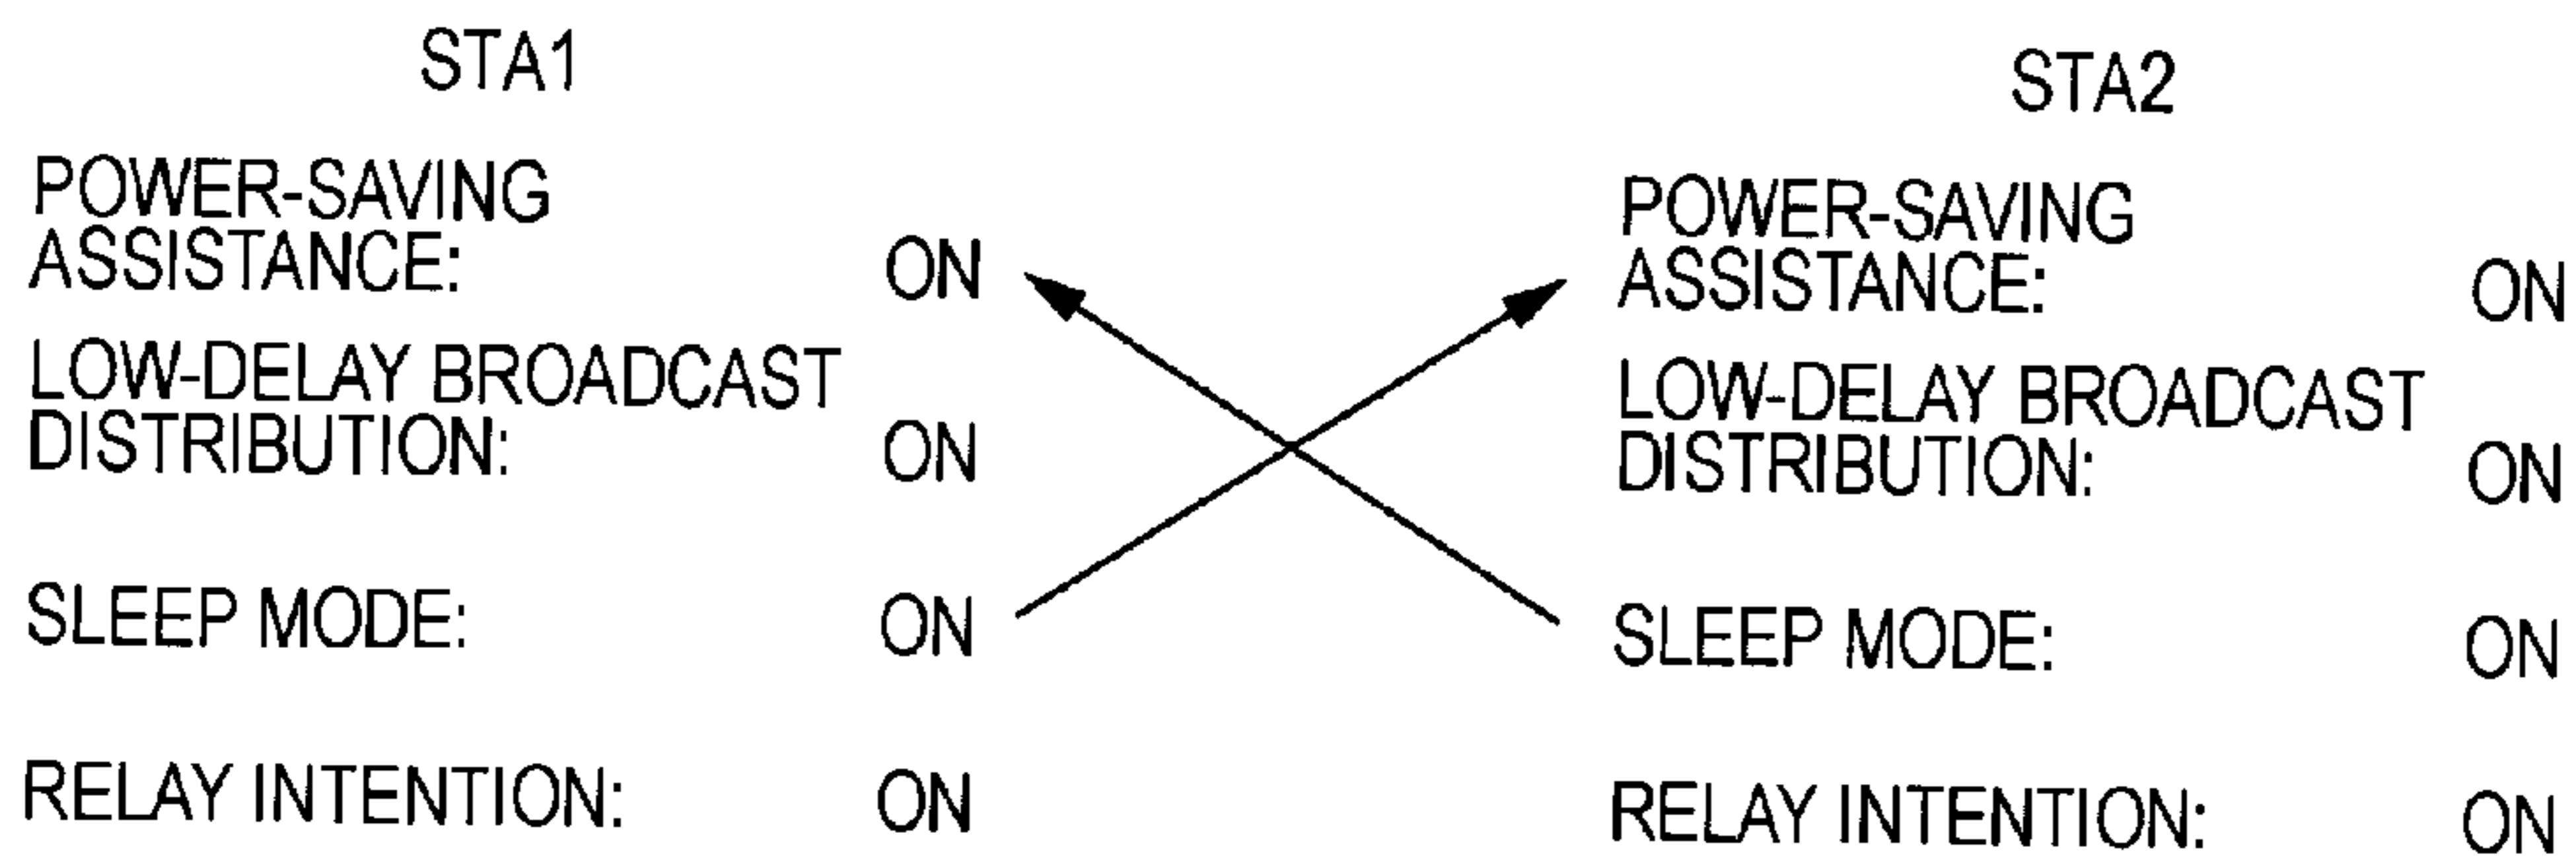 STA1
POWER-SAVING
ASSISTANCE: ON
LOW-DELAY BROADCAST
DISTRIBUTION: ON
SLEEP MODE: ON
RELAY INTENTION: ON
STA2
POWER-SAVING
ASSISTANCE: ON
LOW-DELAY BROADCAST
DISTRIBUTION: ON
SLEEP MODE: ON
RELAY INTENTION: ON